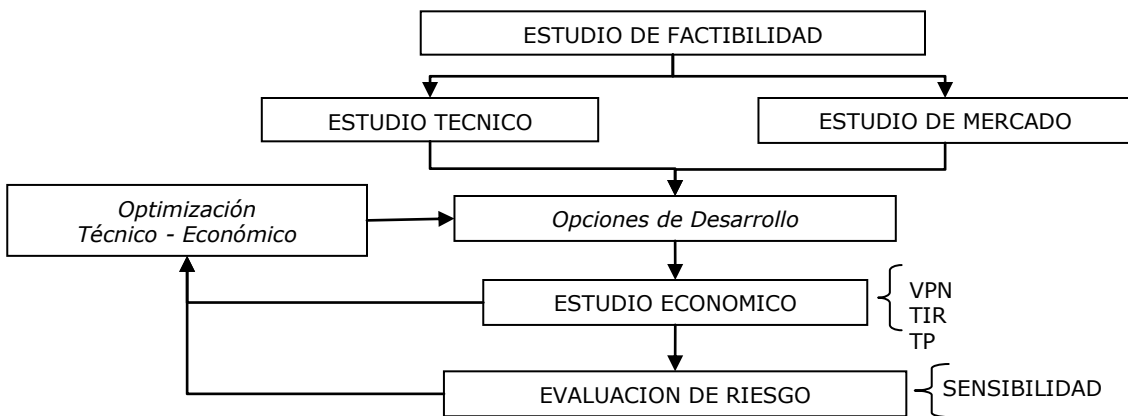 ESTUDIO DE FACTIBILIDAD
ESTUDIO TECNICO
ESTUDIO DE MERCADO
Optimización
Técnico - Económico
Opciones de Desarrollo
ESTUDIO ECONOMICO
VPN
TIR
TP
EVALUACION DE RIESGO
SENSIBILIDAD